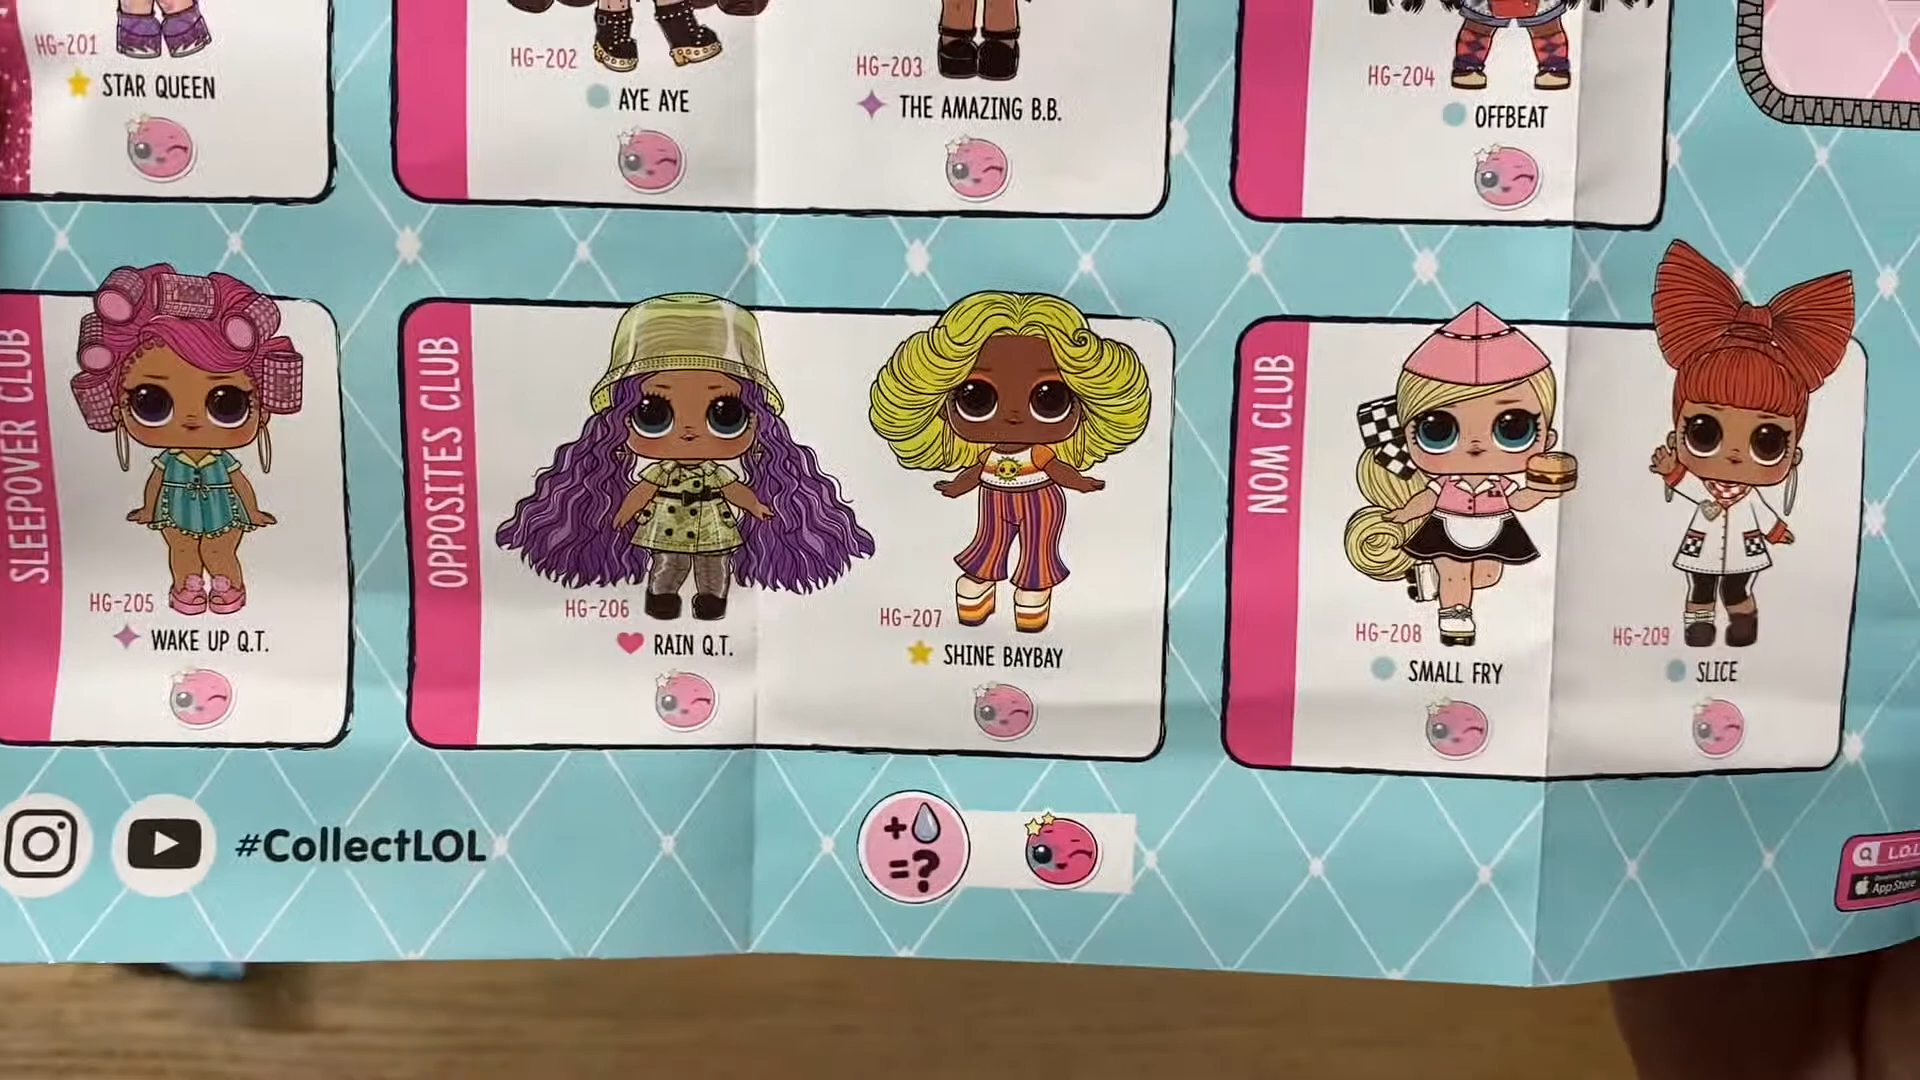 HG-201
STAR QUEEN
HG-202
AYE AYE
HG-203
THE AMAZING B.B.
HG-204
OFFBEAT
SLEEPOVER CLUB
HG-205
WAKE UP Q.T.
OPPOSITES CLUB
HG-206
RAIN Q.T.
HG-207
SHINE BAYBAY
NOM CLUB
HG-208
SMALL FRY
HG-209
SLICE
#CollectLOL
+
=?
L.O.L
App Store